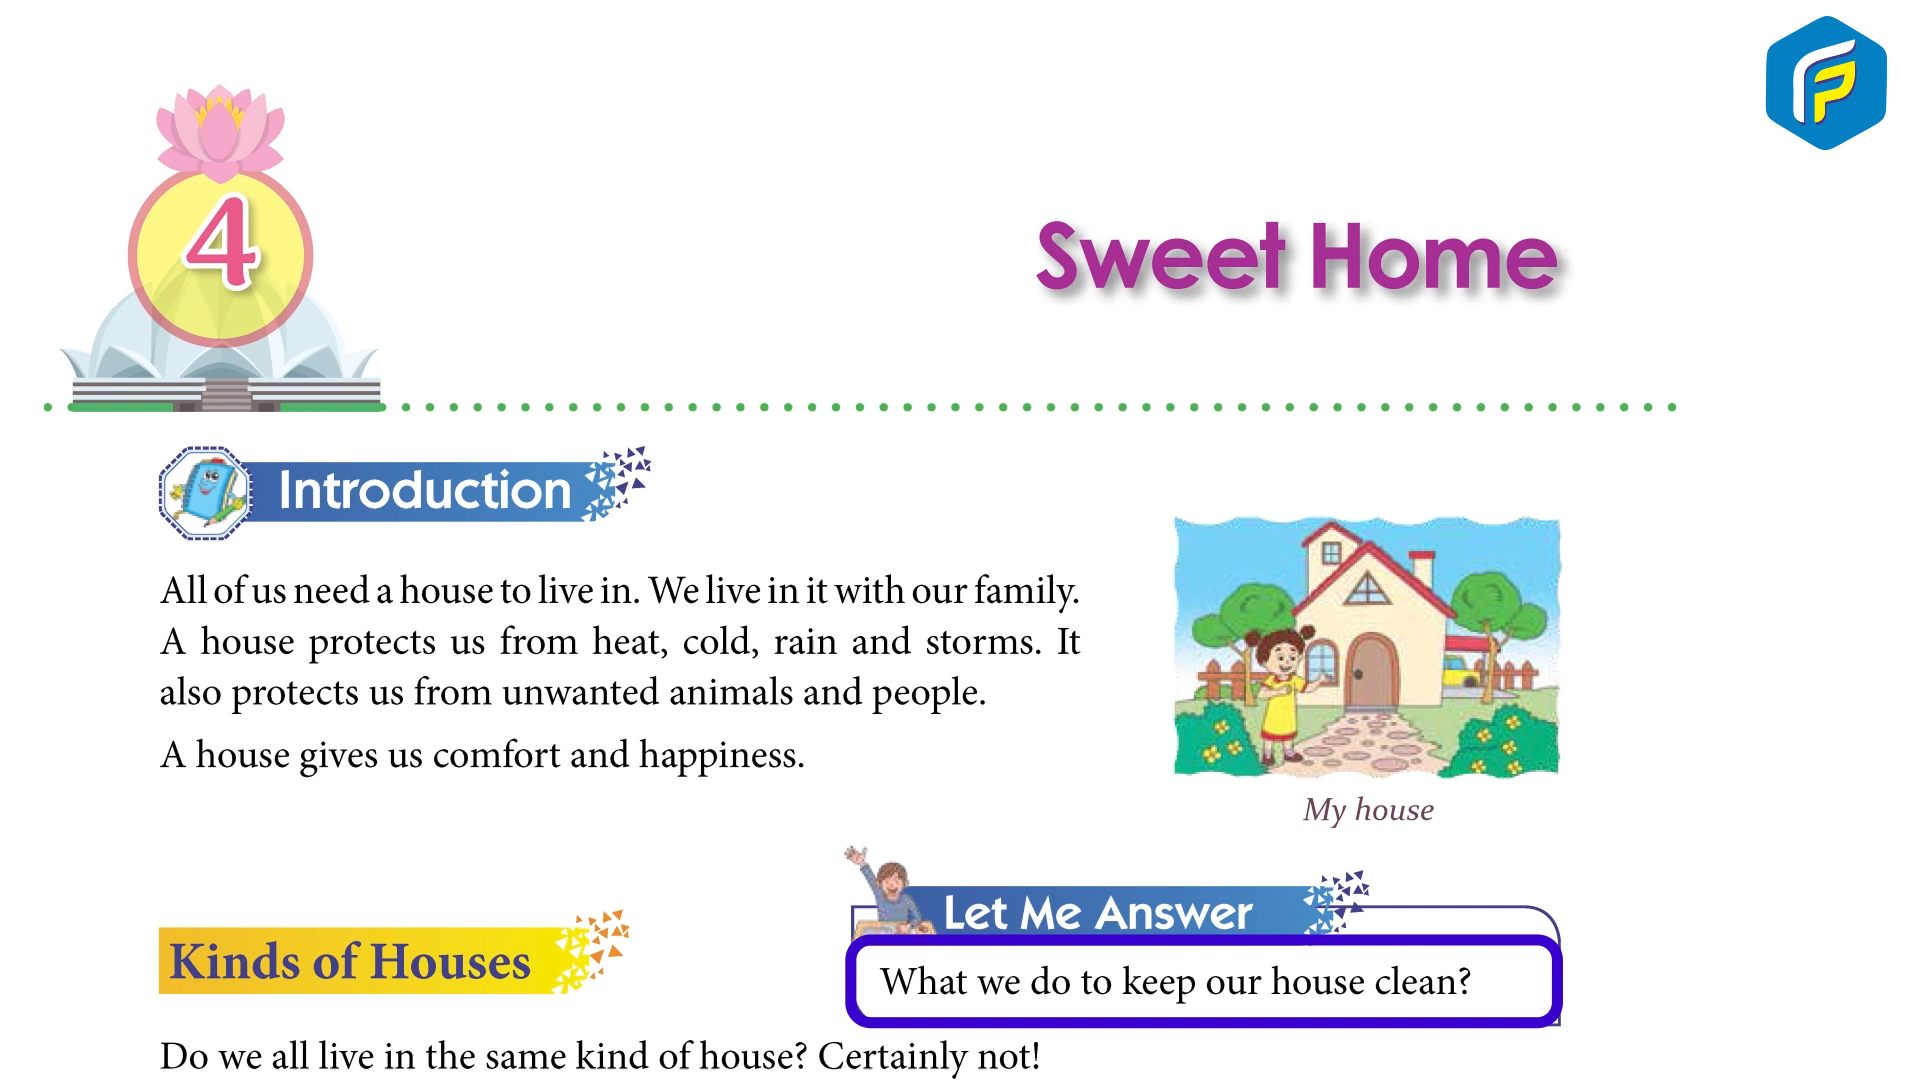 4
Sweet Home
Introduction
All of us need a house to live in. We live in it with our family.
A house protects us from heat, cold, rain and storms. It
also protects us from unwanted animals and people.
A house gives us comfort and happiness.
My house
Let Me Answer
What we do to keep our house clean?
Kinds of Houses
Do we all live in the same kind of house? Certainly not!